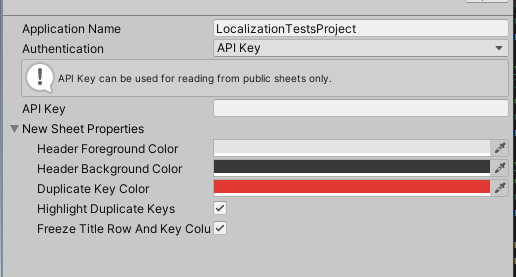 Application Name
LocalizationTestsProject
Authentication
API Key
API Key can be used for reading from public sheets only.
API Key
New Sheet Properties
Header Foreground Color
Header Background Color
Duplicate Key Color
Highlight Duplicate Keys
Freeze Title Row And Key Colu